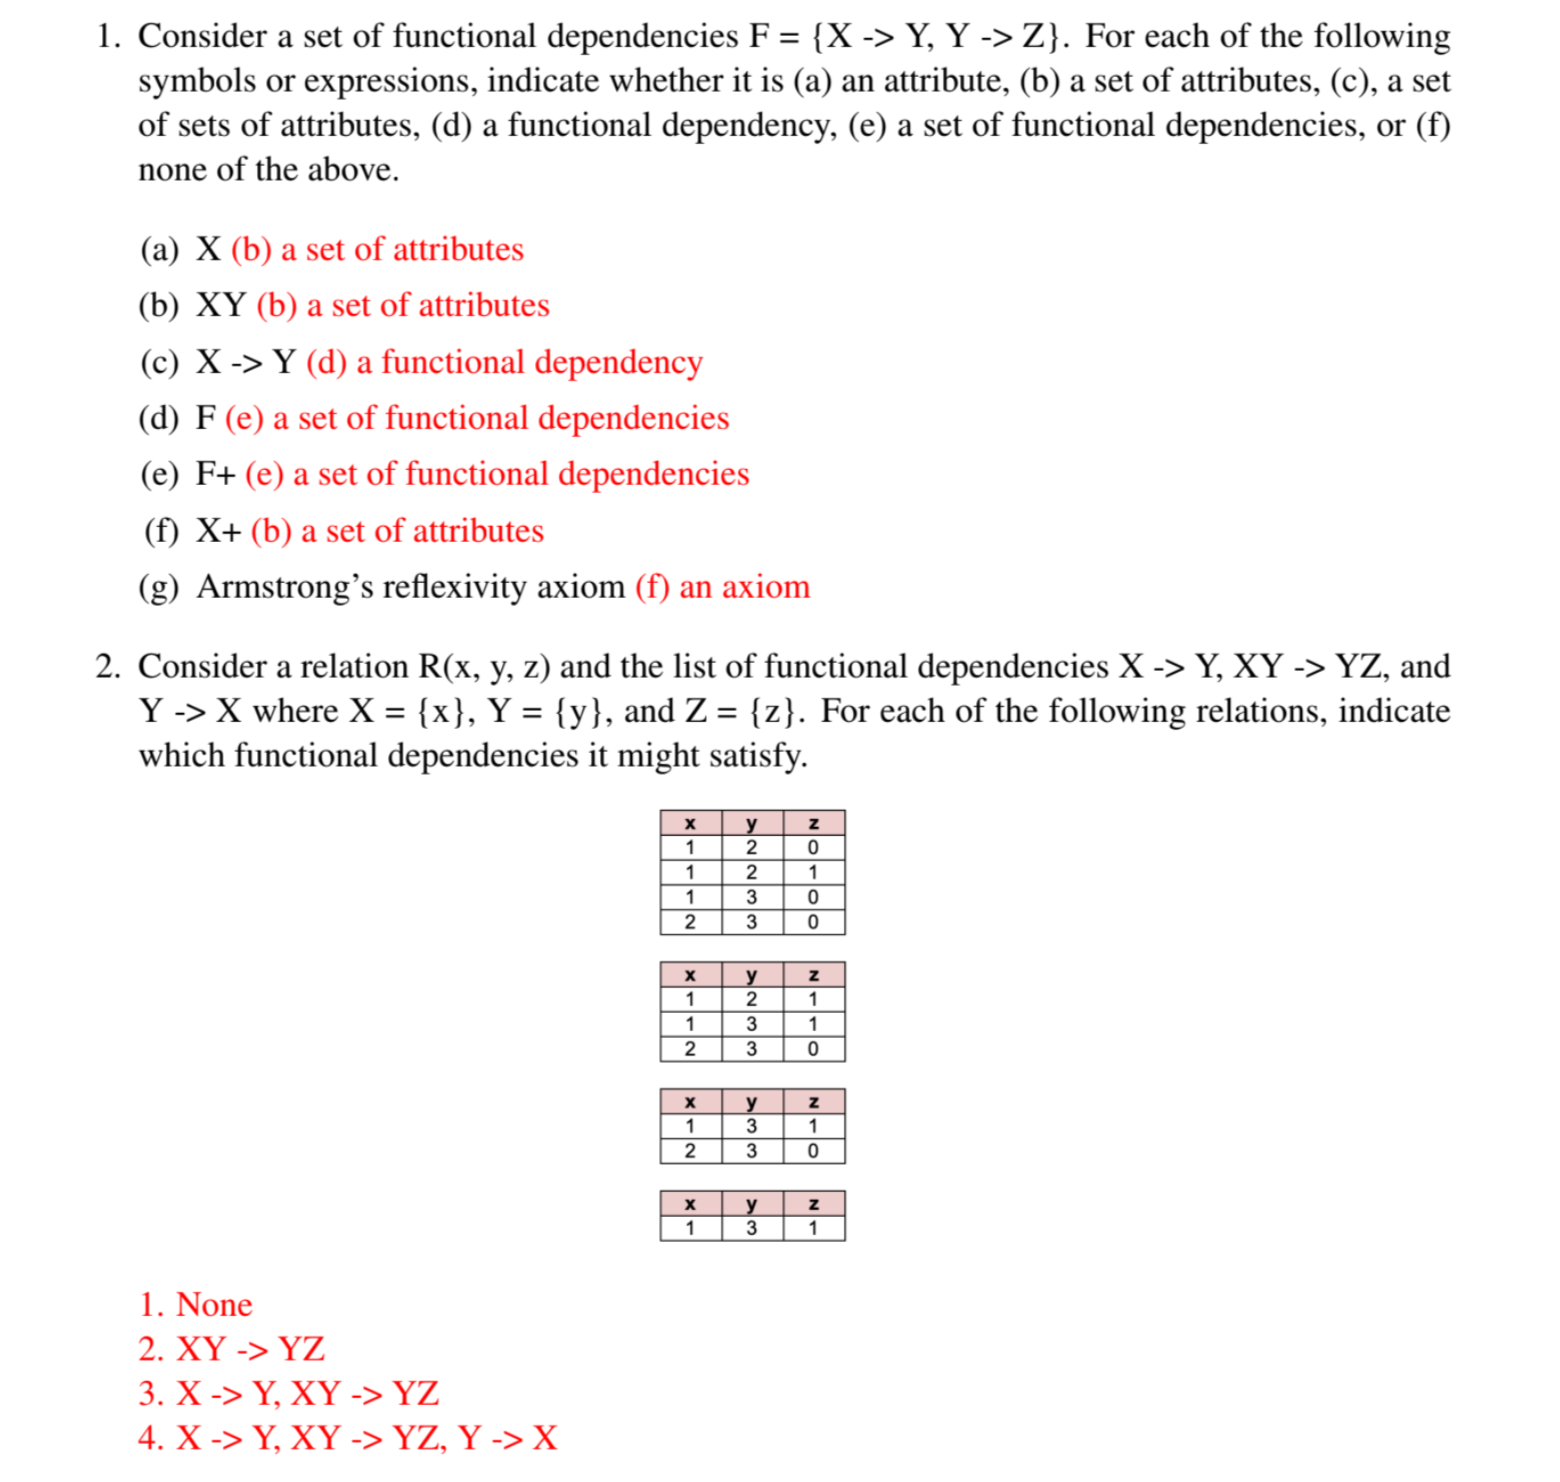 1. Consider a set of functional dependencies F = {X -> Y, Y -> Z}. For each of the following
symbols or expressions, indicate whether it is (a) an attribute, (b) a set of attributes, (c), a set
of sets of attributes, (d) a functional dependency, (e) a set of functional dependencies, or (f)
none of the above.
(a) X (b) a set of attributes
(b) XY (b) a set of attributes
(c) X -> Y (d) a functional dependency
(d) F (e) a set of functional dependencies
(e) F+ (e) a set of functional dependencies
(f) X+ (b) a set of attributes
(g) Armstrong’s reflexivity axiom (f) an axiom
2. Consider a relation R(x, y, z) and the list of functional dependencies X -> Y, XY -> YZ, and
Y -> X where X = {x}, Y = {y}, and Z = {z}. For each of the following relations, indicate
which functional dependencies it might satisfy.
x y z
1 2 0
1 2 1
1 3 0
2 3 0
x y z
1 2 1
1 3 1
2 3 0
x y z
1 3 1
2 3 0
x y z
1 3 1
1. None
2. XY -> YZ
3. X -> Y, XY -> YZ
4. X -> Y, XY -> YZ, Y -> X